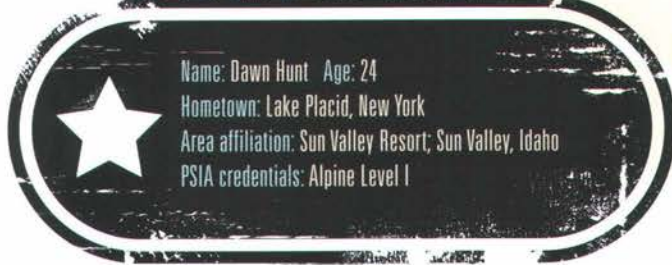 Name: Dawn Hunt Age: 24
Hometown: Lake Placid, New York
Area affiliation: Sun Valley Resort; Sun Valley, Idaho
PSIA credentials: Alpine Level I